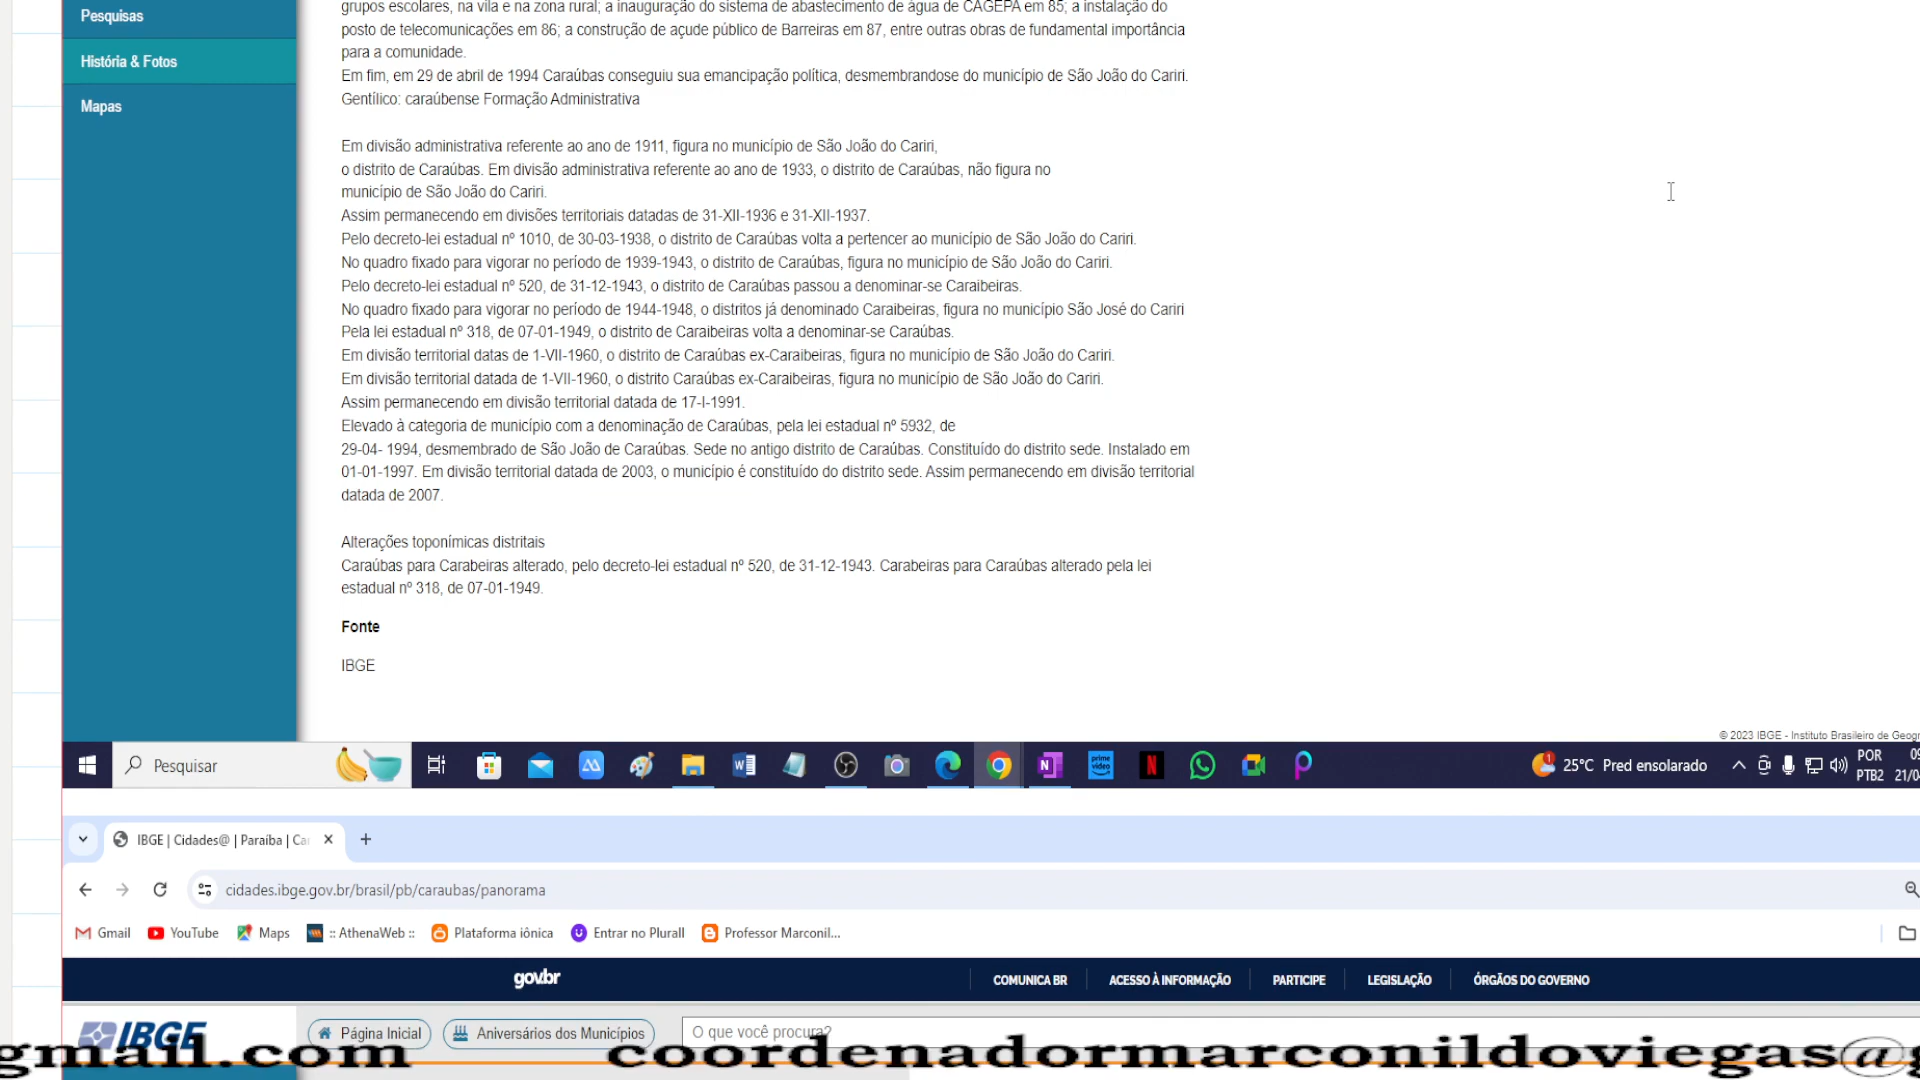 Pesquisas
História & Fotos
Mapas
grupos escolares, na vila e na zona rural; a inauguração do sistema de abastecimento de água de CAGEPA em 85; a instalação do
posto de telecomunicações em 86; a construção de açude público de Barreiras em 87, entre outras obras de fundamental importância
para a comunidade.
Em fim, em 29 de abril de 1994 Caraúbas conseguiu sua emancipação política, desmembrandose do município de São João do Cariri.
Gentílico: caraúbense Formação Administrativa
Em divisão administrativa referente ao ano de 1911, figura no município de São João do Cariri,
o distrito de Caraúbas. Em divisão administrativa referente ao ano de 1933, o distrito de Caraúbas, não figura no
município de São João do Cariri.
Assim permanecendo em divisões territoriais datadas de 31-XII-1936 e 31-XII-1937.
Pelo decreto-lei estadual nº 1010, de 30-03-1938, o distrito de Caraúbas volta a pertencer ao município de São João do Cariri.
No quadro fixado para vigorar no período de 1939-1943, o distrito de Caraúbas, figura no município de São João do Cariri.
Pelo decreto-lei estadual nº 520, de 31-12-1943, o distrito de Caraúbas passou a denominar-se Caraibeiras.
No quadro fixado para vigorar no período de 1944-1948, o distritos já denominado Caraibeiras, figura no município São José do Cariri
Pela lei estadual nº 318, de 07-01-1949, o distrito de Caraibeiras volta a denominar-se Caraúbas.
Em divisão territorial datas de 1-VII-1960, o distrito de Caraúbas ex-Caraibeiras, figura no município de São João do Cariri.
Em divisão territorial datada de 1-VII-1960, o distrito Caraúbas ex-Caraibeiras, figura no município de São João do Cariri.
Assim permanecendo em divisão territorial datada de 17-I-1991.
Elevado à categoria de município com a denominação de Caraúbas, pela lei estadual nº 5932, de
29-04- 1994, desmembrado de São João de Caraúbas. Sede no antigo distrito de Caraúbas. Constituído do distrito sede. Instalado em
01-01-1997. Em divisão territorial datada de 2003, o município é constituído do distrito sede. Assim permanecendo em divisão territorial
datada de 2007.
Alterações toponímicas distritais
Caraúbas para Carabeiras alterado, pelo decreto-lei estadual nº 520, de 31-12-1943. Carabeiras para Caraúbas alterado pela lei
estadual nº 318, de 07-01-1949.
Fonte
IBGE
© 2023 IBGE - Instituto Brasileiro de Geogr
Pesquisar
prime video
25°C Pred ensolarado
POR
PTB2 21/0
IBGE | Cidades@ | Paraíba | Car
cidades.ibge.gov.br/brasil/pb/caraubas/panorama
Gmail YouTube Maps :: AthenaWeb :: Plataforma iônica Entrar no Plurall Professor Marconil...
gov.br COMUNICA BR ACESSO À INFORMAÇÃO PARTICIPE LEGISLAÇÃO ÓRGÃOS DO GOVERNO
IBGE Página Inicial Aniversários dos Municípios O que você procura?
gmail.com coordenadormarconildoviegas@g